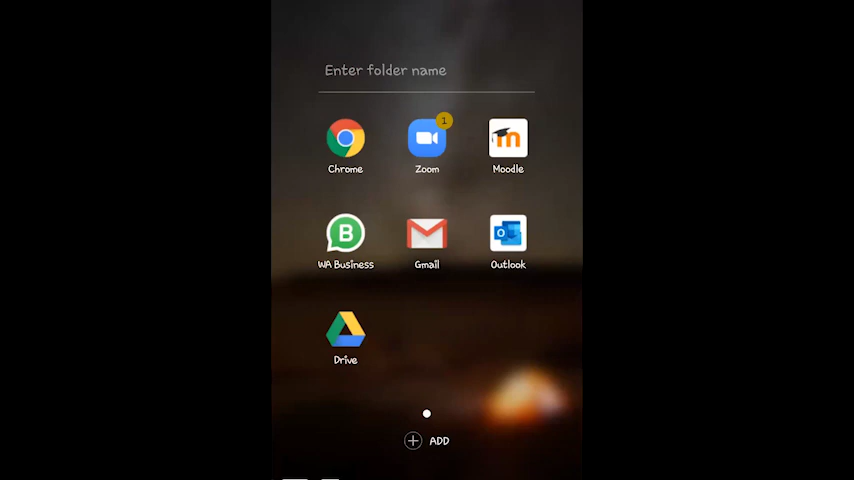 Enter folder name
1
Chrome
Zoom
Moodle
B
WA Business
Gmail
O
Outlook
Drive
ADD